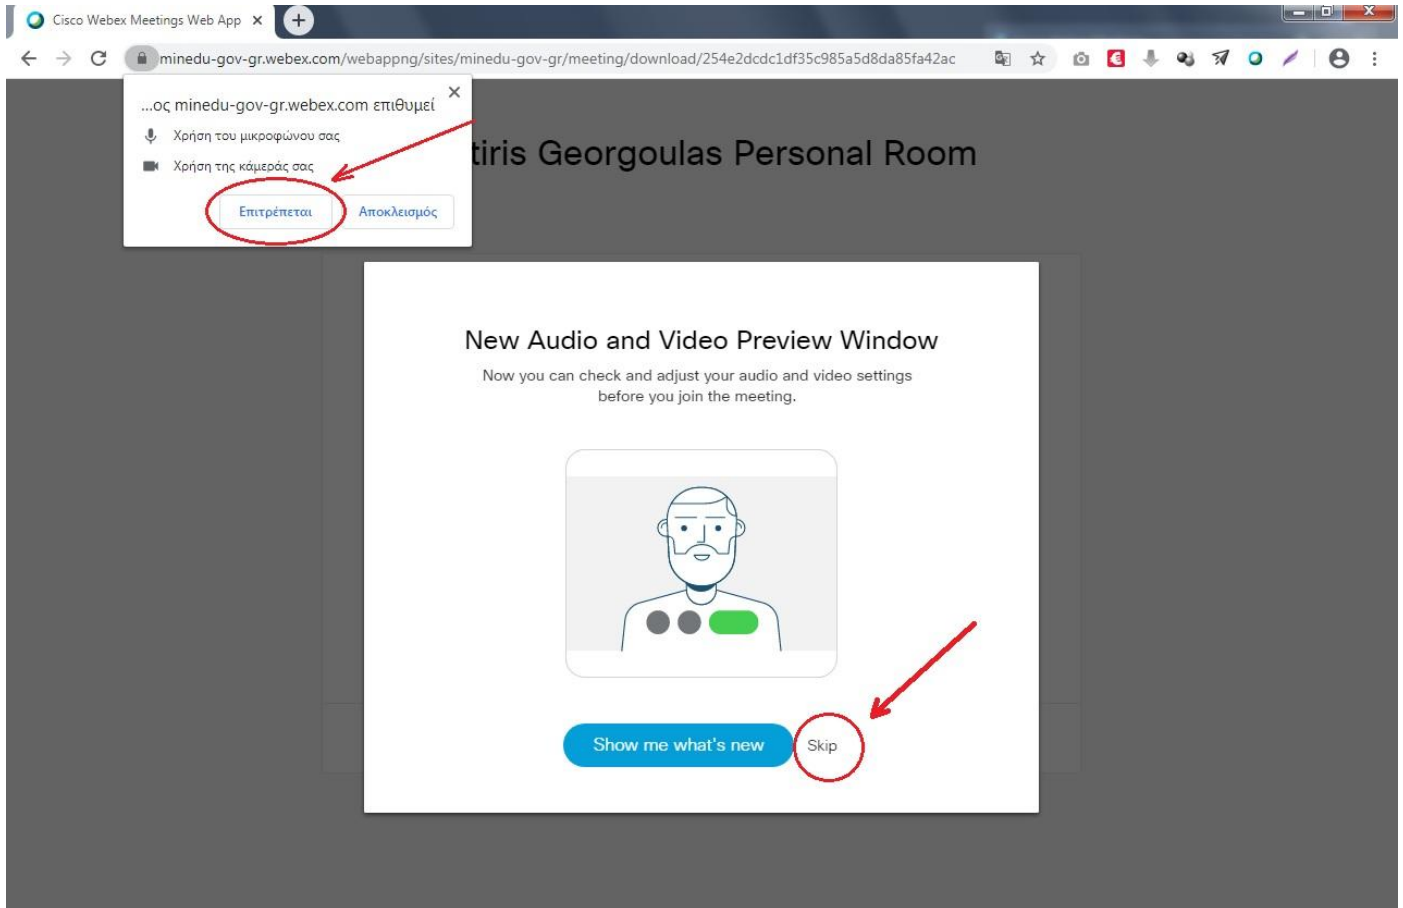 Cisco Webex Meetings Web App
minedu-gov-gr.webex.com/webappng/sites/minedu-gov-gr/meeting/download/254e2dcdc1df35c985a5d8da85fa42ac
...ος minedu-gov-gr.webex.com επιθυμεί
Χρήση του μικροφώνου σας
Χρήση της κάμεράς σας
Επιτρέπεται Αποκλεισμός
tiris Georgoulas Personal Room
New Audio and Video Preview Window
Now you can check and adjust your audio and video settings
before you join the meeting.
Show me what's new Skip